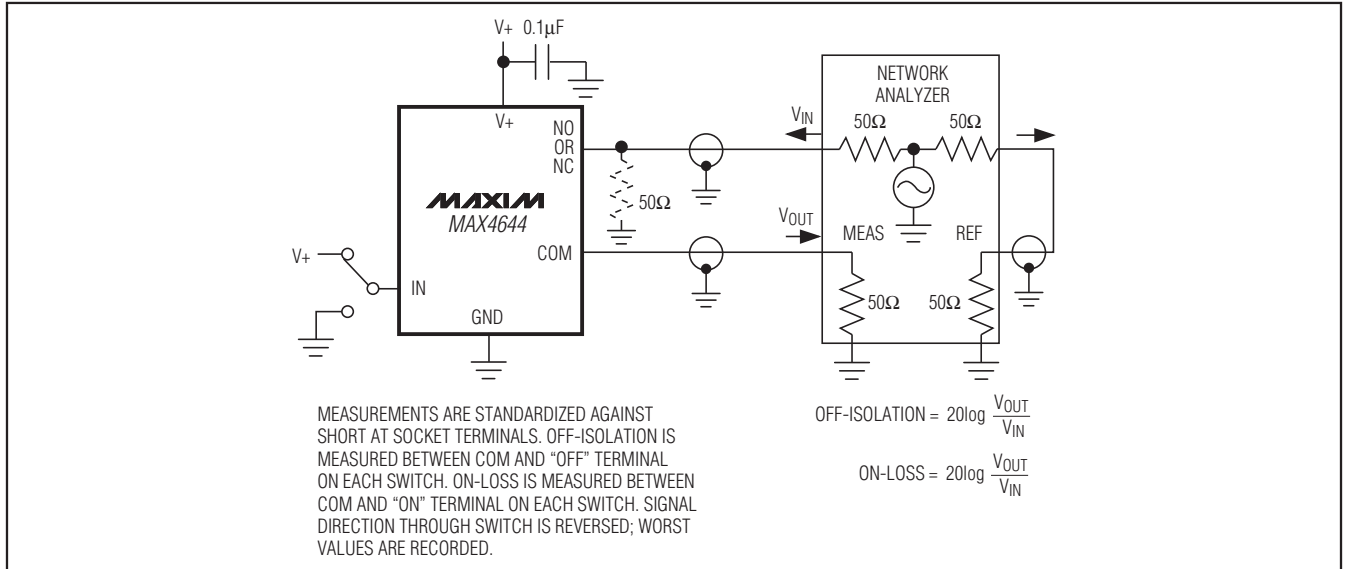 V+ 0.1µF
V+
NO
OR
NC
MAXIM
MAX4644
COM
V+
IN
GND
50Ω
VIN
VOUT
NETWORK
ANALYZER
50Ω 50Ω
MEAS REF
50Ω 50Ω
MEASUREMENTS ARE STANDARDIZED AGAINST
SHORT AT SOCKET TERMINALS. OFF-ISOLATION IS
MEASURED BETWEEN COM AND “OFF” TERMINAL
ON EACH SWITCH. ON-LOSS IS MEASURED BETWEEN
COM AND “ON” TERMINAL ON EACH SWITCH. SIGNAL
DIRECTION THROUGH SWITCH IS REVERSED; WORST
VALUES ARE RECORDED.
OFF-ISOLATION = 20log VOUT
VIN
ON-LOSS = 20log VOUT
VIN